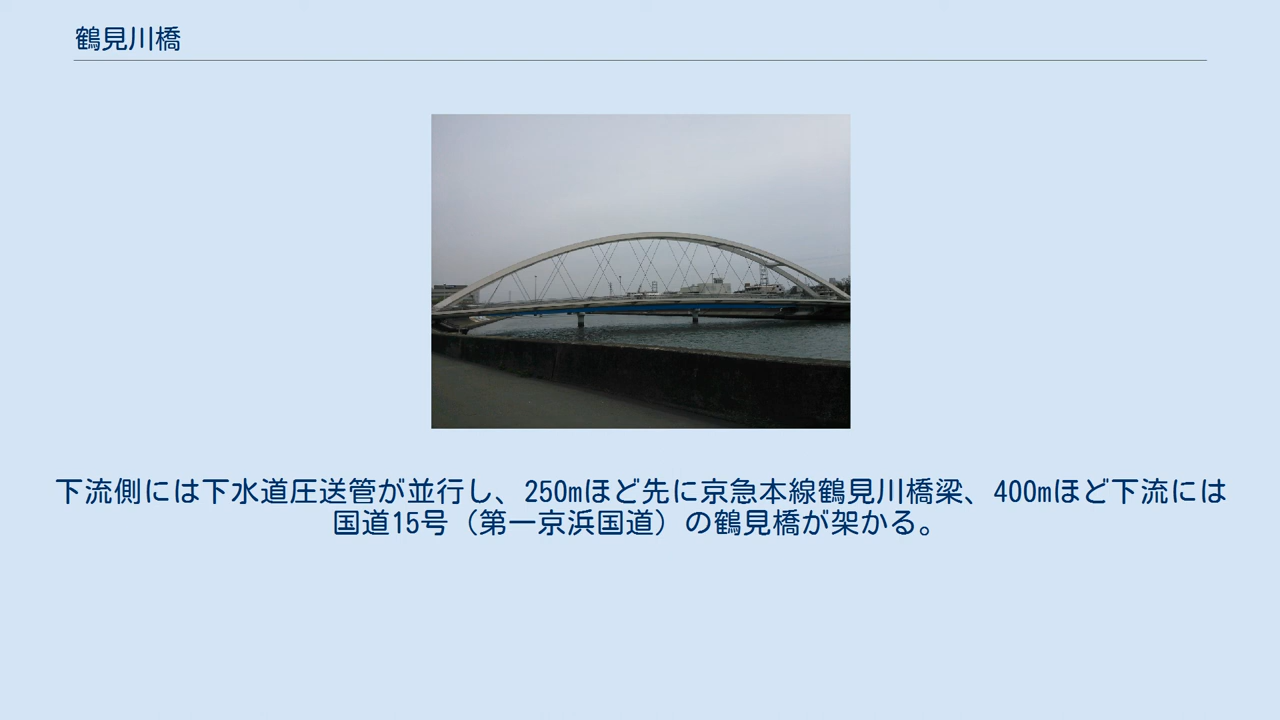 鶴見川橋
下流側には下水道圧送管が並行し、250mほど先に京急本線鶴見川橋梁、400mほど下流には
国道15号（第一京浜国道）の鶴見橋が架かる。